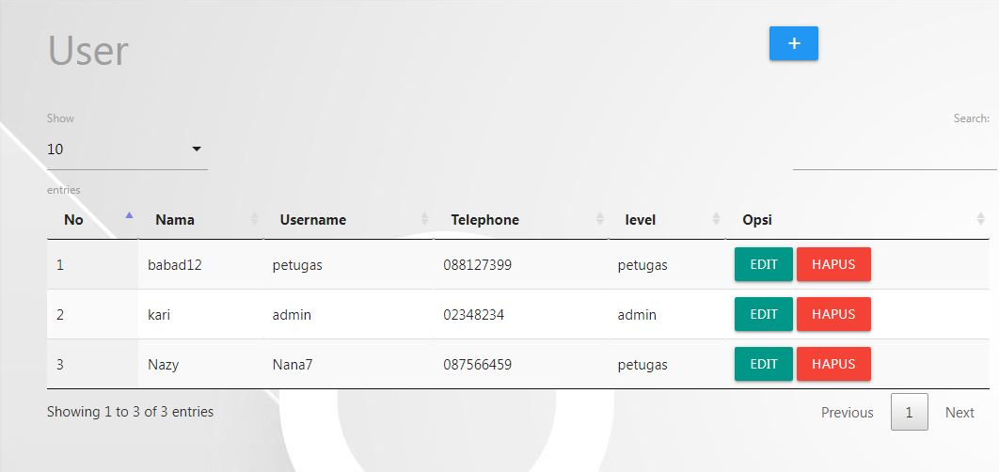 User
+
Show
Search:
10
entries
No Nama Username Telephone level Opsi
1 babad12 petugas 088127399 petugas EDIT HAPUS
2 kari admin 02348234 admin EDIT HAPUS
3 Nazy Nana7 087566459 petugas EDIT HAPUS
Showing 1 to 3 of 3 entries Previous 1 Next